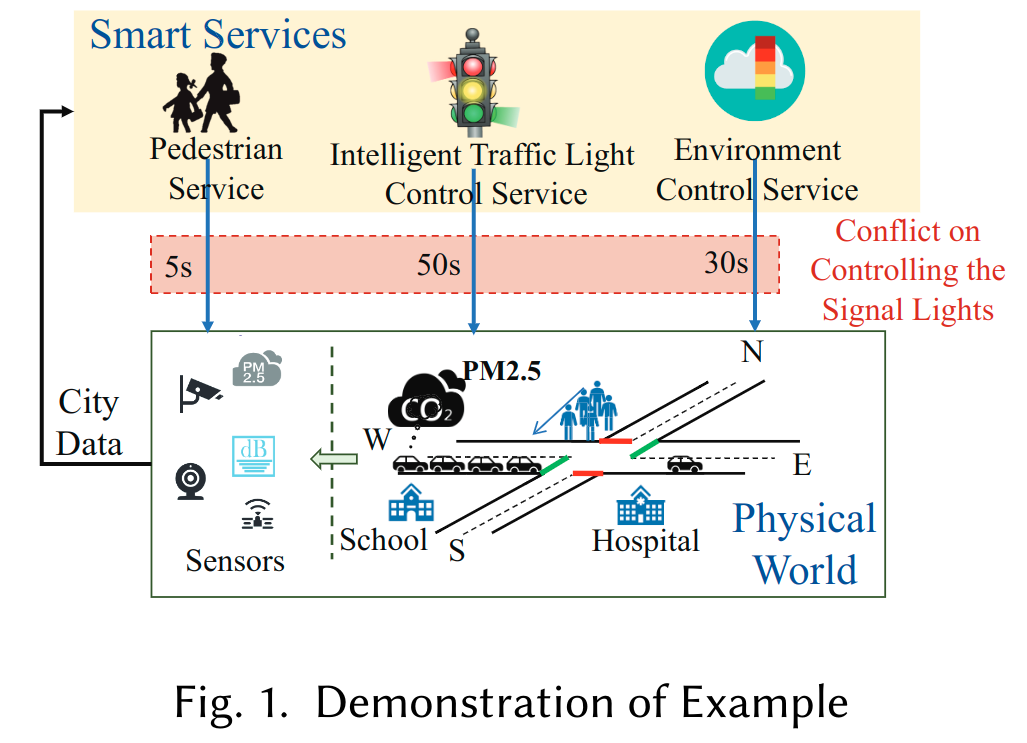 Smart Services
Pedestrian
Service
Intelligent Traffic Light
Control Service
Environment
Control Service
5s
50s
30s
Conflict on
Controlling the
Signal Lights
City
Data
PM
2.5
dB
Sensors
PM2.5
CO2
N
W
E
S
School
Hospital
Physical
World
Fig. 1. Demonstration of Example